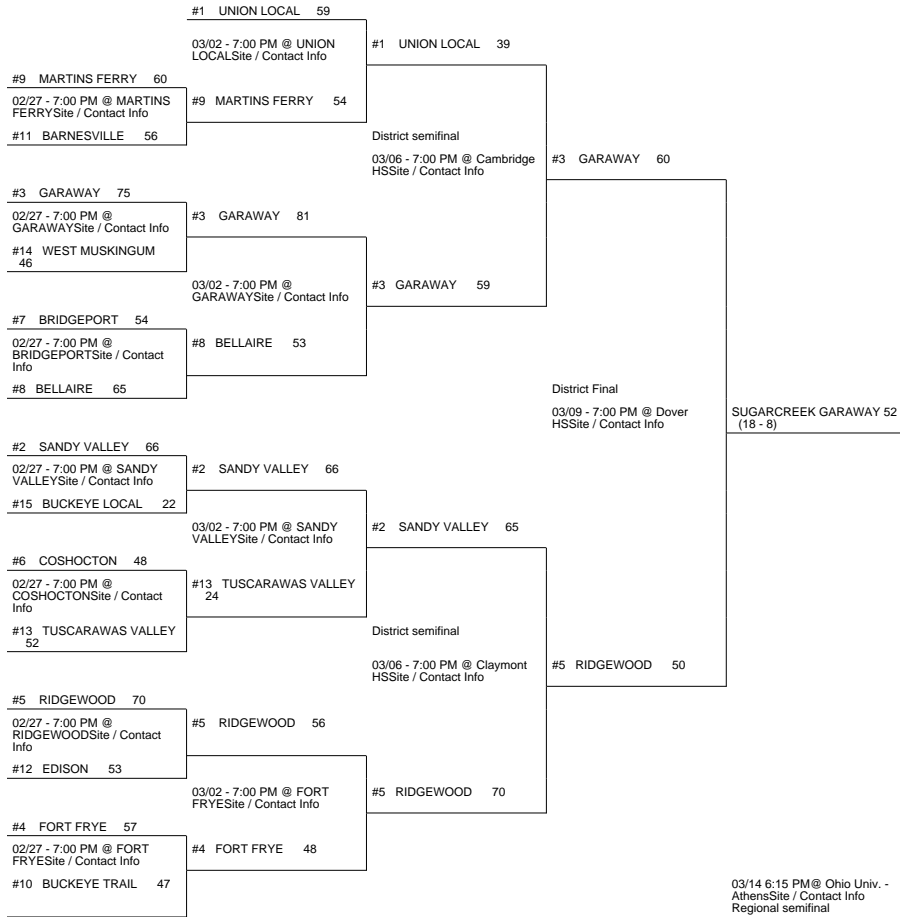 #1 UNION LOCAL 59
03/02 - 7:00 PM @ UNION
LOCALSite / Contact Info
#1 UNION LOCAL 39
#9 MARTINS FERRY 60
02/27 - 7:00 PM @ MARTINS
FERRYSite / Contact Info
#9 MARTINS FERRY 54
#11 BARNESVILLE 56
District semifinal
03/06 - 7:00 PM @ Cambridge
HSSite / Contact Info
#3 GARAWAY 60
#3 GARAWAY 75
02/27 - 7:00 PM @
GARAWAYSite / Contact Info
#3 GARAWAY 81
#14 WEST MUSKINGUM
46
03/02 - 7:00 PM @
GARAWAYSite / Contact Info
#3 GARAWAY 59
#7 BRIDGEPORT 54
02/27 - 7:00 PM @
BRIDGEPORTSite / Contact
Info
#8 BELLAIRE 53
#8 BELLAIRE 65
District Final
03/09 - 7:00 PM @ Dover
HSSite / Contact Info
SUGARCREEK GARAWAY 52
(18 - 8)
#2 SANDY VALLEY 66
02/27 - 7:00 PM @ SANDY
VALLEYSite / Contact Info
#2 SANDY VALLEY 66
#15 BUCKEYE LOCAL 22
03/02 - 7:00 PM @ SANDY
VALLEYSite / Contact Info
#2 SANDY VALLEY 65
#6 COSHOCTON 48
02/27 - 7:00 PM @
COSHOCTONSite / Contact
Info
#13 TUSCARAWAS VALLEY
24
#13 TUSCARAWAS VALLEY
52
District semifinal
03/06 - 7:00 PM @ Claymont
HSSite / Contact Info
#5 RIDGEWOOD 50
#5 RIDGEWOOD 70
02/27 - 7:00 PM @
RIDGEWOODSite / Contact
Info
#5 RIDGEWOOD 56
#12 EDISON 53
03/02 - 7:00 PM @ FORT
FRYESite / Contact Info
#5 RIDGEWOOD 70
#4 FORT FRYE 57
02/27 - 7:00 PM @ FORT
FRYESite / Contact Info
#4 FORT FRYE 48
#10 BUCKEYE TRAIL 47
03/14 6:15 PM@ Ohio Univ. -
AthensSite / Contact Info
Regional semifinal